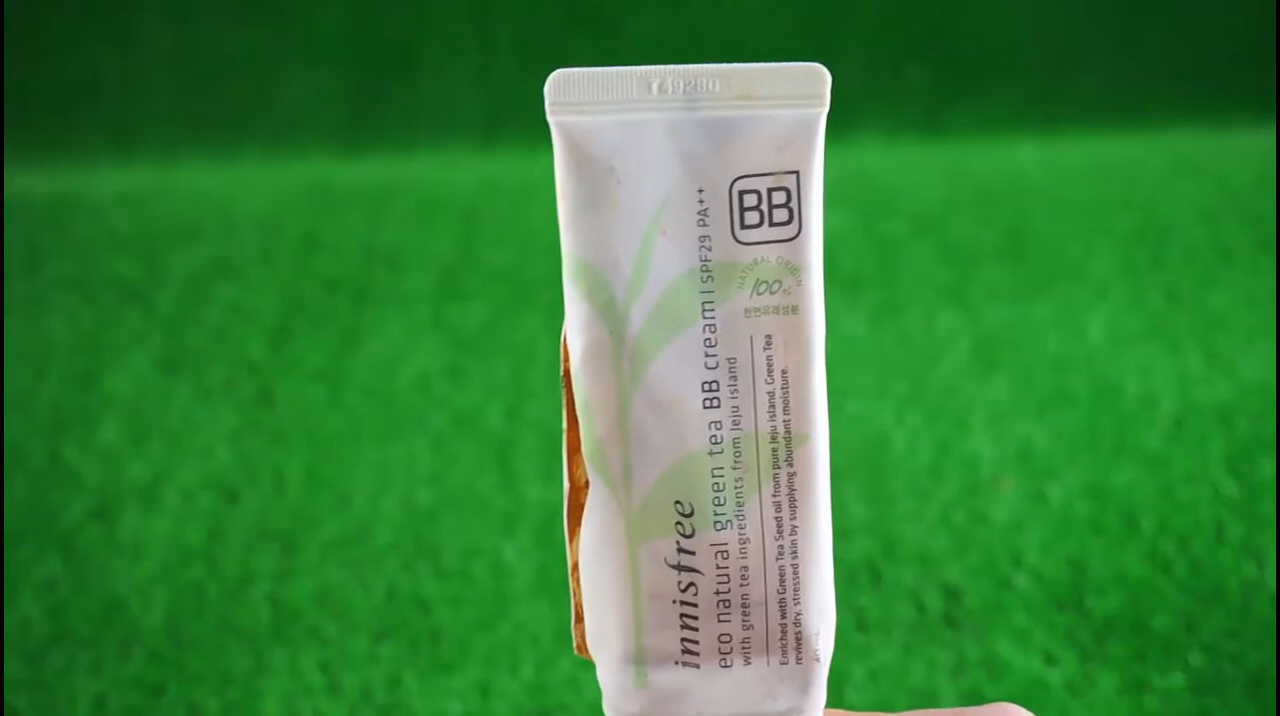 T49280
BB
NATURAL ORIGIN
100%
천연유래성분
innisfree
eco natural green tea BB cream | SPF29 PA++
with green tea ingredients from Jeju island
Enriched with Green Tea Seed oil from pure Jeju island, Green Tea
revives dry, stressed skin by supplying abundant moisture.